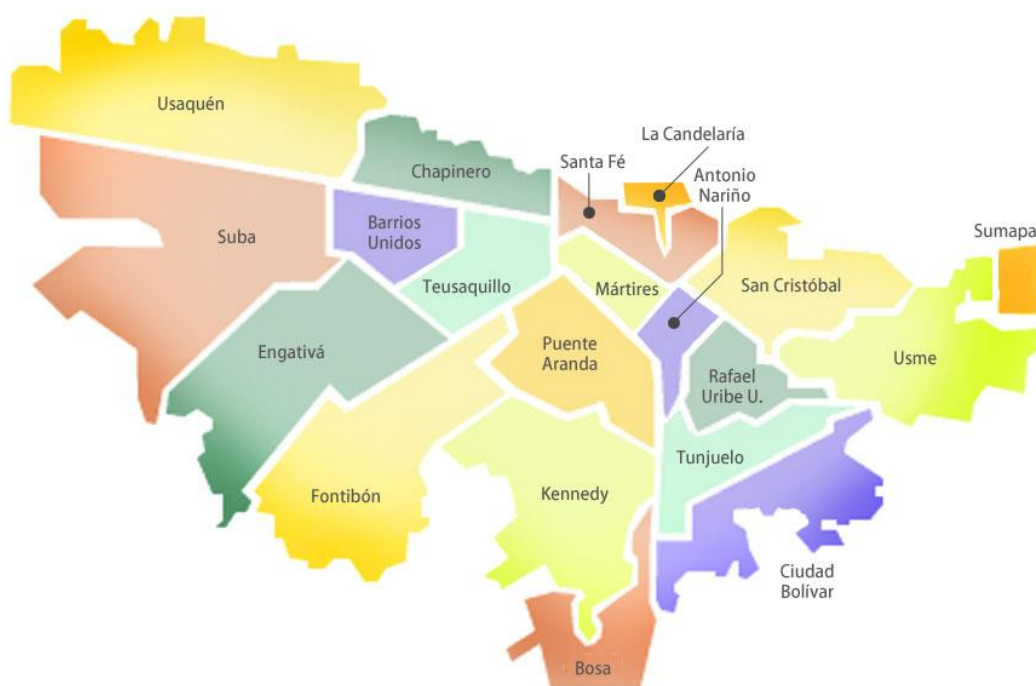 Usaquén
La Candelaría
Santa Fé
Chapinero
Antonio
Nariño
Barrios
Unidos
Suba
Sumapa
Teusaquillo
Mártires
San Cristóbal
Engativá
Puente
Aranda
Usme
Rafael
Uribe U.
Tunjuelo
Fontibón
Kennedy
Ciudad
Bolívar
Bosa